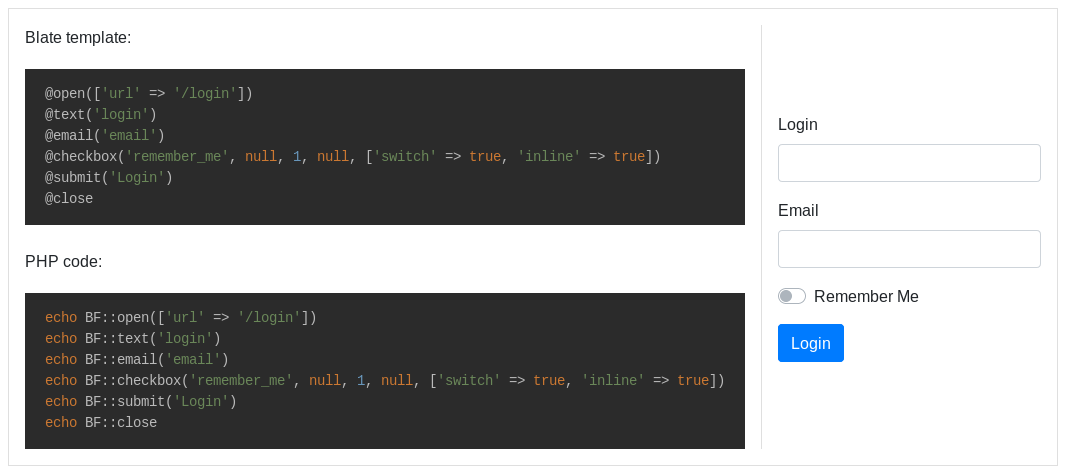 Blate template:
@open(['url' => '/login'])
@text('login')
@email('email')
@checkbox('remember_me', null, 1, null, ['switch' => true, 'inline' => true])
@submit('Login')
@close
PHP code:
echo BF::open(['url' => '/login'])
echo BF::text('login')
echo BF::email('email')
echo BF::checkbox('remember_me', null, 1, null, ['switch' => true, 'inline' => true])
echo BF::submit('Login')
echo BF::close
Login
Email
Remember Me
Login